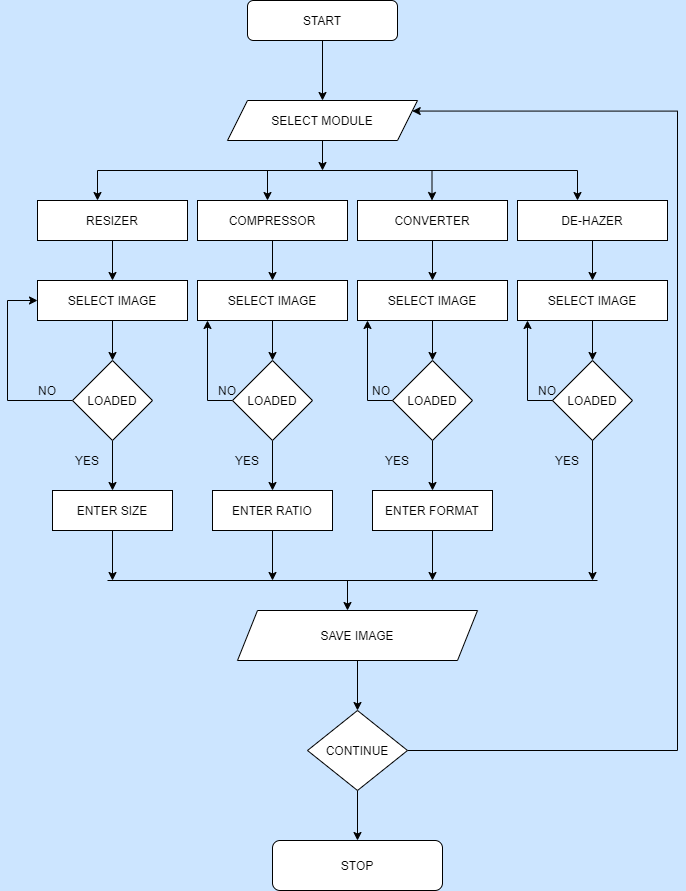 START
SELECT MODULE
RESIZER
COMPRESSOR
CONVERTER
DE-HAZER
SELECT IMAGE
SELECT IMAGE
SELECT IMAGE
SELECT IMAGE
NO
LOADED
NO
LOADED
NO
LOADED
NO
LOADED
YES
YES
YES
YES
ENTER SIZE
ENTER RATIO
ENTER FORMAT
SAVE IMAGE
CONTINUE
STOP